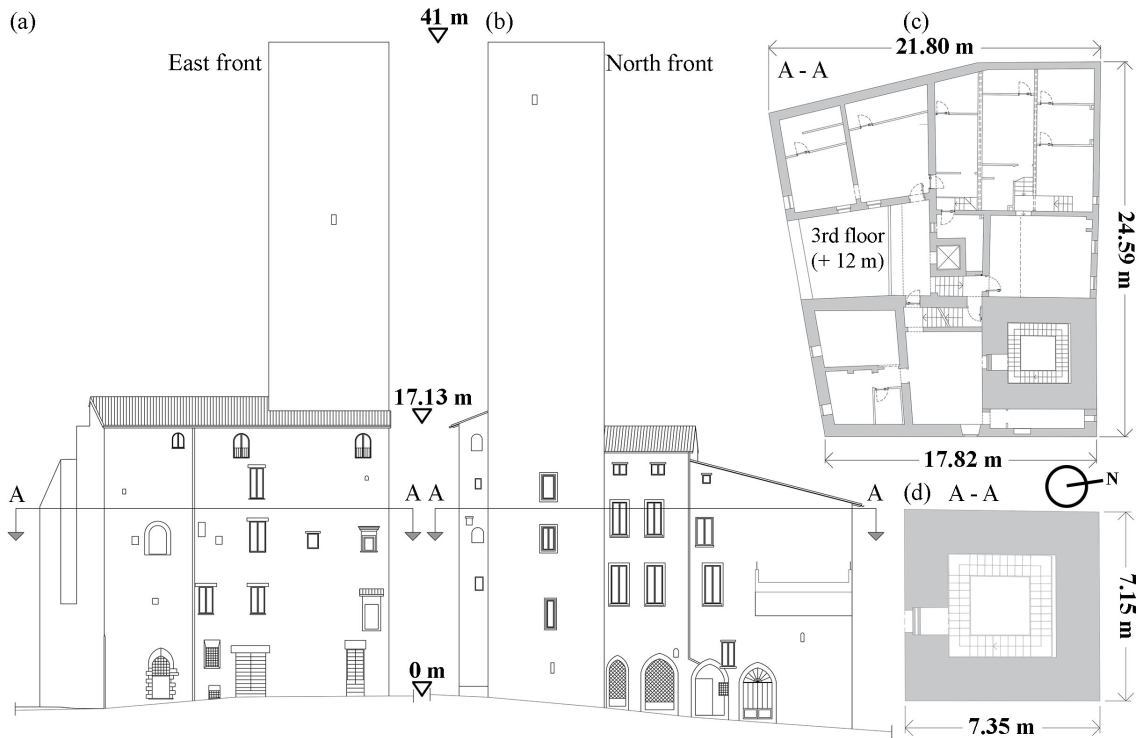 (a)
41 m
(b)
(c)
21.80 m
East front
North front
A - A
24.59 m
3rd floor
(+ 12 m)
17.13 m
17.82 m
N
A
A
A
A
(d)
A - A
7.15 m
0 m
7.35 m